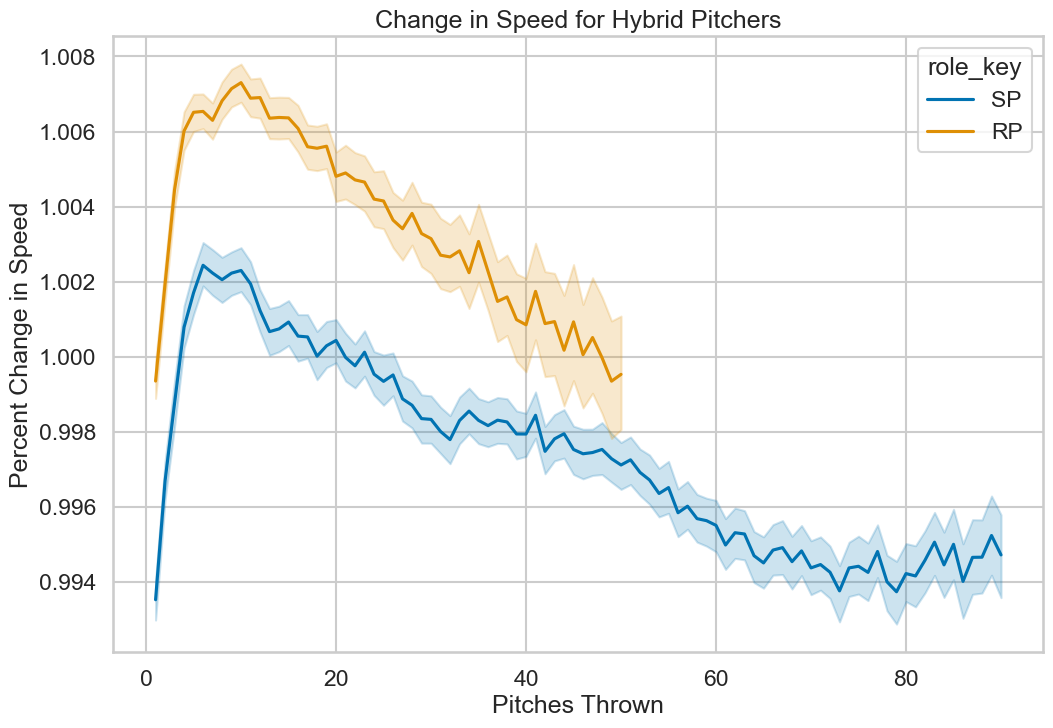 Change in Speed for Hybrid Pitchers
role_key
SP
RP
Percent Change in Speed
1.008
1.006
1.004
1.002
1.000
0.998
0.996
0.994
0
20
40
60
80
Pitches Thrown